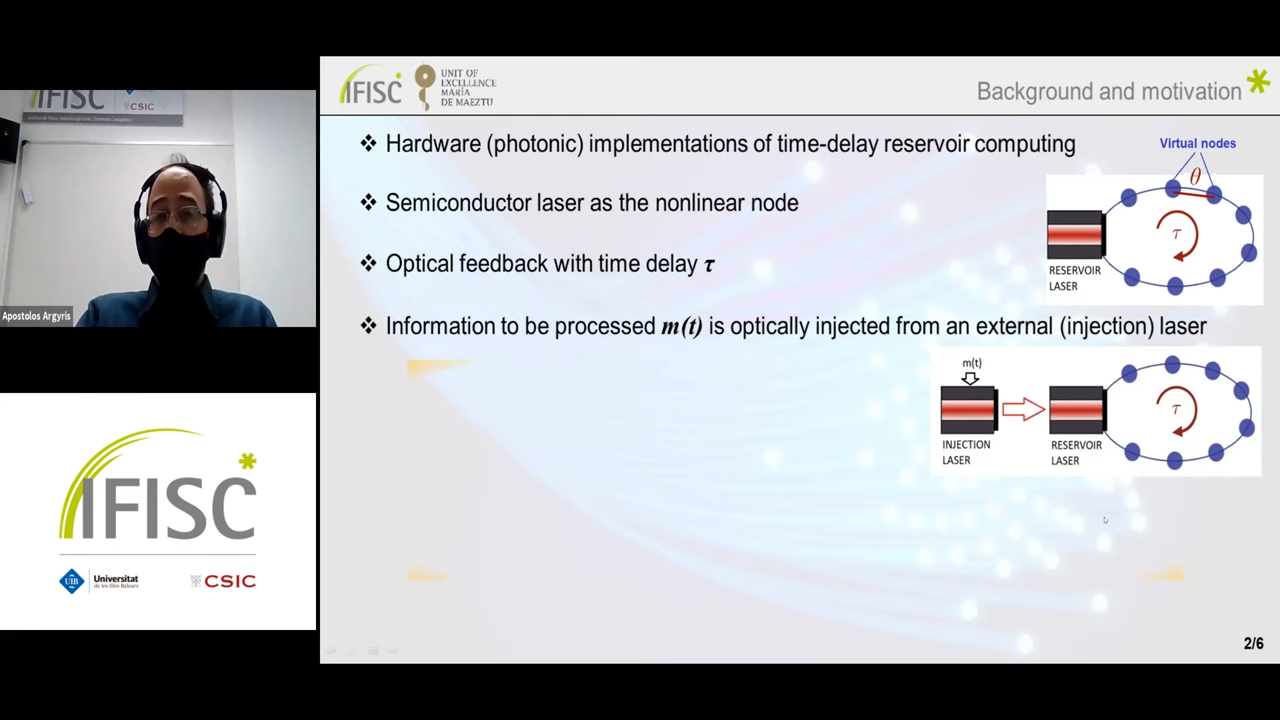 IFISC
CSIC
Apostolos Argyris
IFISC
UIB
Universitat
de les Illes Balears
CSIC
IFISC
UNIT OF
EXCELLENCE
MARÍA
DE MAEZTU
Background and motivation
❖ Hardware (photonic) implementations of time-delay reservoir computing
❖ Semiconductor laser as the nonlinear node
❖ Optical feedback with time delay τ
❖ Information to be processed m(t) is optically injected from an external (injection) laser
Virtual nodes
θ
τ
RESERVOIR
LASER
m(t)
τ
INJECTION
LASER
RESERVOIR
LASER
2/6